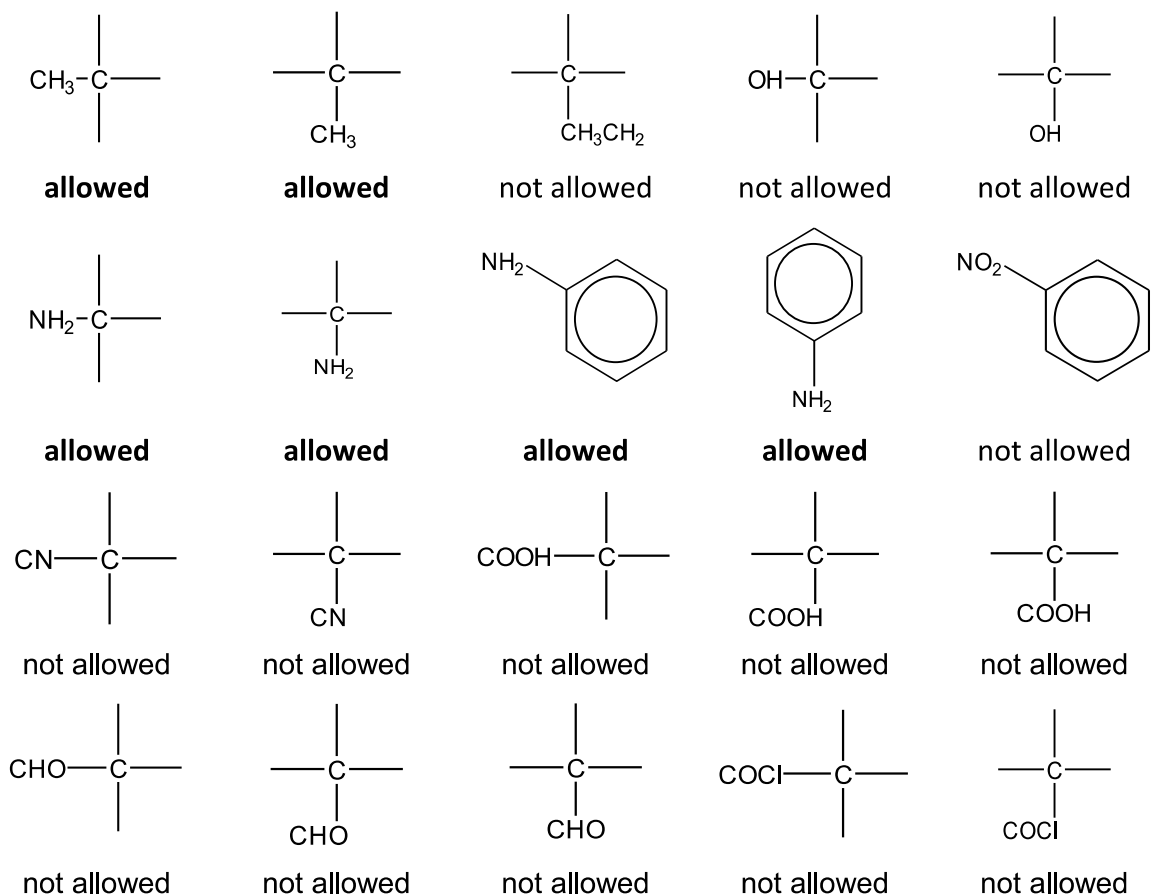 CH₃ C C C OH C C
CH₃ CH₃CH₂ OH
allowed allowed not allowed not allowed not allowed
NH₂ NO₂
NH₂ C C
NH₂ NH₂
allowed allowed allowed allowed not allowed
CN C C COOH C C C
CN COOH COOH
not allowed not allowed not allowed not allowed not allowed
CHO C C C COCl C C
CHO CHO COCl
not allowed not allowed not allowed not allowed not allowed